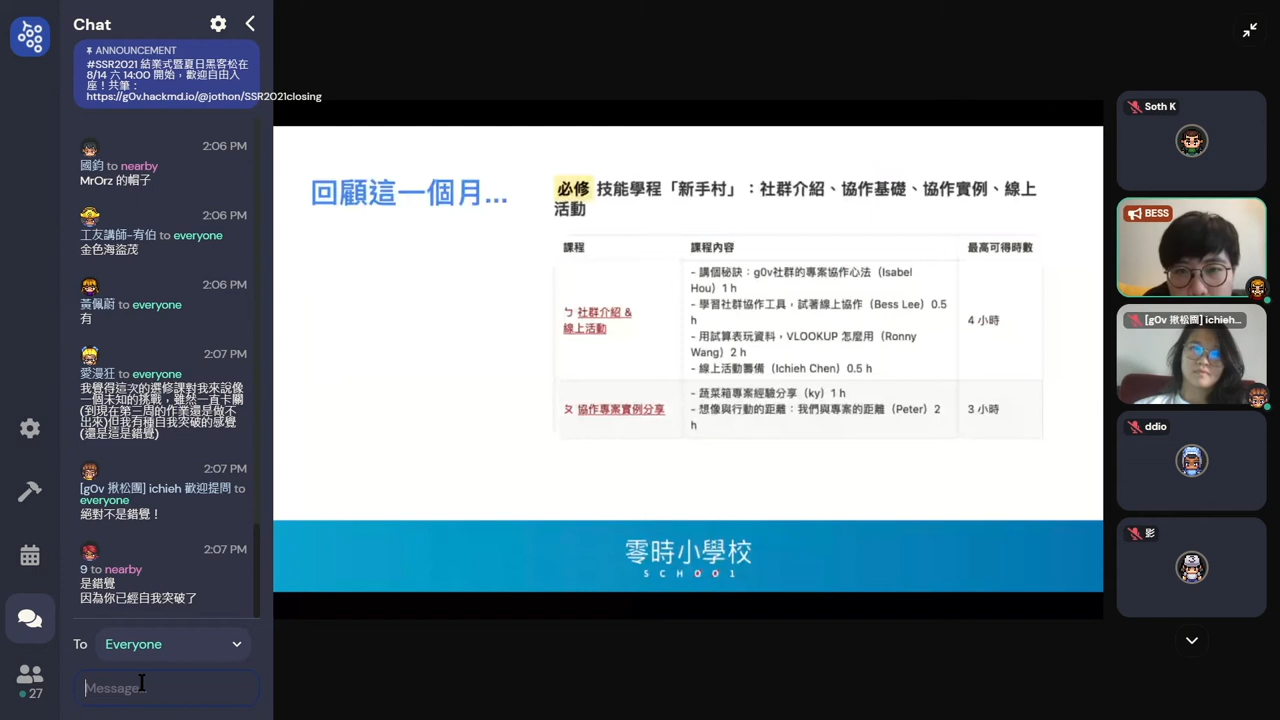 Chat
ANNOUNCEMENT
#SSR2021 結業式暨夏日黑客松在
8/14 六 14:00 開始，歡迎自由入
座！共筆：
https://g0v.hackmd.io/@jothon/SSR2021closing
2:06 PM
國鈞 to nearby
MrOrz 的帽子
2:06 PM
工友講師-宥伯 to everyone
金色海盜茂
2:06 PM
黃佩蔚 to everyone
有
2:07 PM
愛漫狂 to everyone
我覺得這次的選修課對我來說像
一個未知的挑戰，雖然一直卡關
(到現在第三周的作業還是做不
出來)但我有種自我突破的感覺
(還是這是錯覺)
2:07 PM
[g0v 揪松團] ichieh 歡迎提問 to
everyone
絕對不是錯覺！
2:07 PM
9 to nearby
是錯覺
因為你已經自我突破了
To Everyone
Message...
27
回顧這一個月...
必修 技能學程「新手村」：社群介紹、協作基礎、協作實例、線上
活動
課程 課程內容 最高可得時數
ㄅ 社群介紹 &
線上活動
- 講個秘訣：g0v社群的專案協作心法（Isabel
Hou）1 h
- 學習社群協作工具，試著線上協作（Bess Lee）0.5
h
- 用試算表玩資料，VLOOKUP 怎麼用（Ronny
Wang）2 h
- 線上活動籌備（Ichieh Chen）0.5 h
4 小時
ㄆ 協作專案實例分享
- 蔬菜箱專案經驗分享（ky）1 h
- 想像與行動的距離：我們與專案的距離（Peter）2
h
3 小時
零時小學校
SCH001
Soth K
BESS
[g0v 揪松團] ichieh...
ddio
影